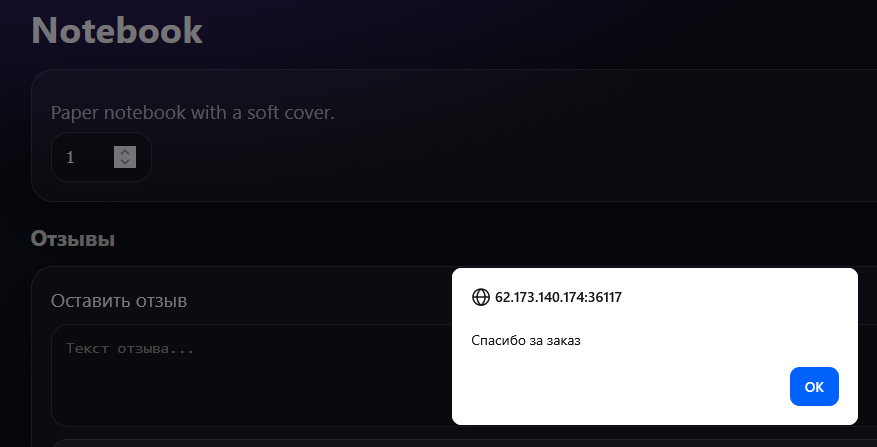 Notebook
Paper notebook with a soft cover.
1
Отзывы
Оставить отзыв
Текст отзыва...
62.173.140.174:36117
Спасибо за заказ
ОК